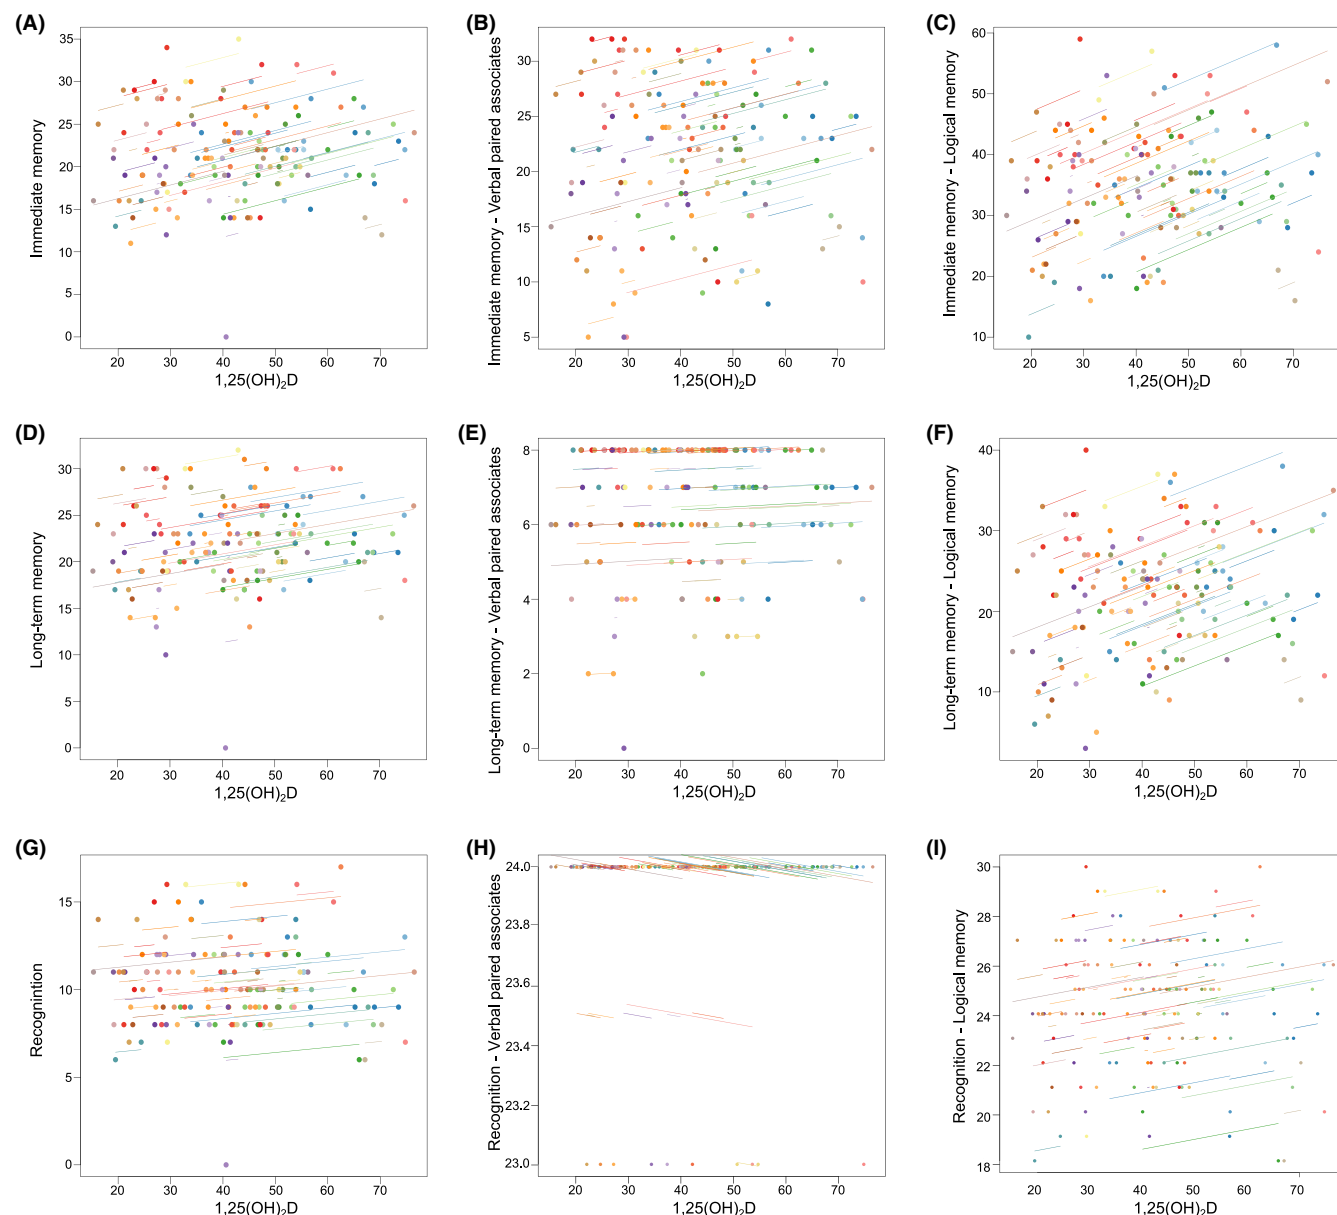 (A)
Immediate memory
35
30
25
20
15
10
5
0
20 30 40 50 60 70
1,25(OH)₂D
(B)
Immediate memory - Verbal paired associates
30
25
20
15
10
5
20 30 40 50 60 70
1,25(OH)₂D
(C)
Immediate memory - Logical memory
60
50
40
30
20
10
20 30 40 50 60 70
1,25(OH)₂D
(D)
Long-term memory
30
25
20
15
10
5
0
20 30 40 50 60 70
1,25(OH)₂D
(E)
Long-term memory - Verbal paired associates
8
6
4
2
0
20 30 40 50 60 70
1,25(OH)₂D
(F)
Long-term memory - Logical memory
40
30
20
10
20 30 40 50 60 70
1,25(OH)₂D
(G)
Recognintion
15
10
5
0
20 30 40 50 60 70
1,25(OH)₂D
(H)
Recognition - Verbal paired associates
24.0
23.8
23.6
23.4
23.2
23.0
20 30 40 50 60 70
1,25(OH)₂D
(I)
Recognition - Logical memory
30
28
26
24
22
20
18
20 30 40 50 60 70
1,25(OH)₂D